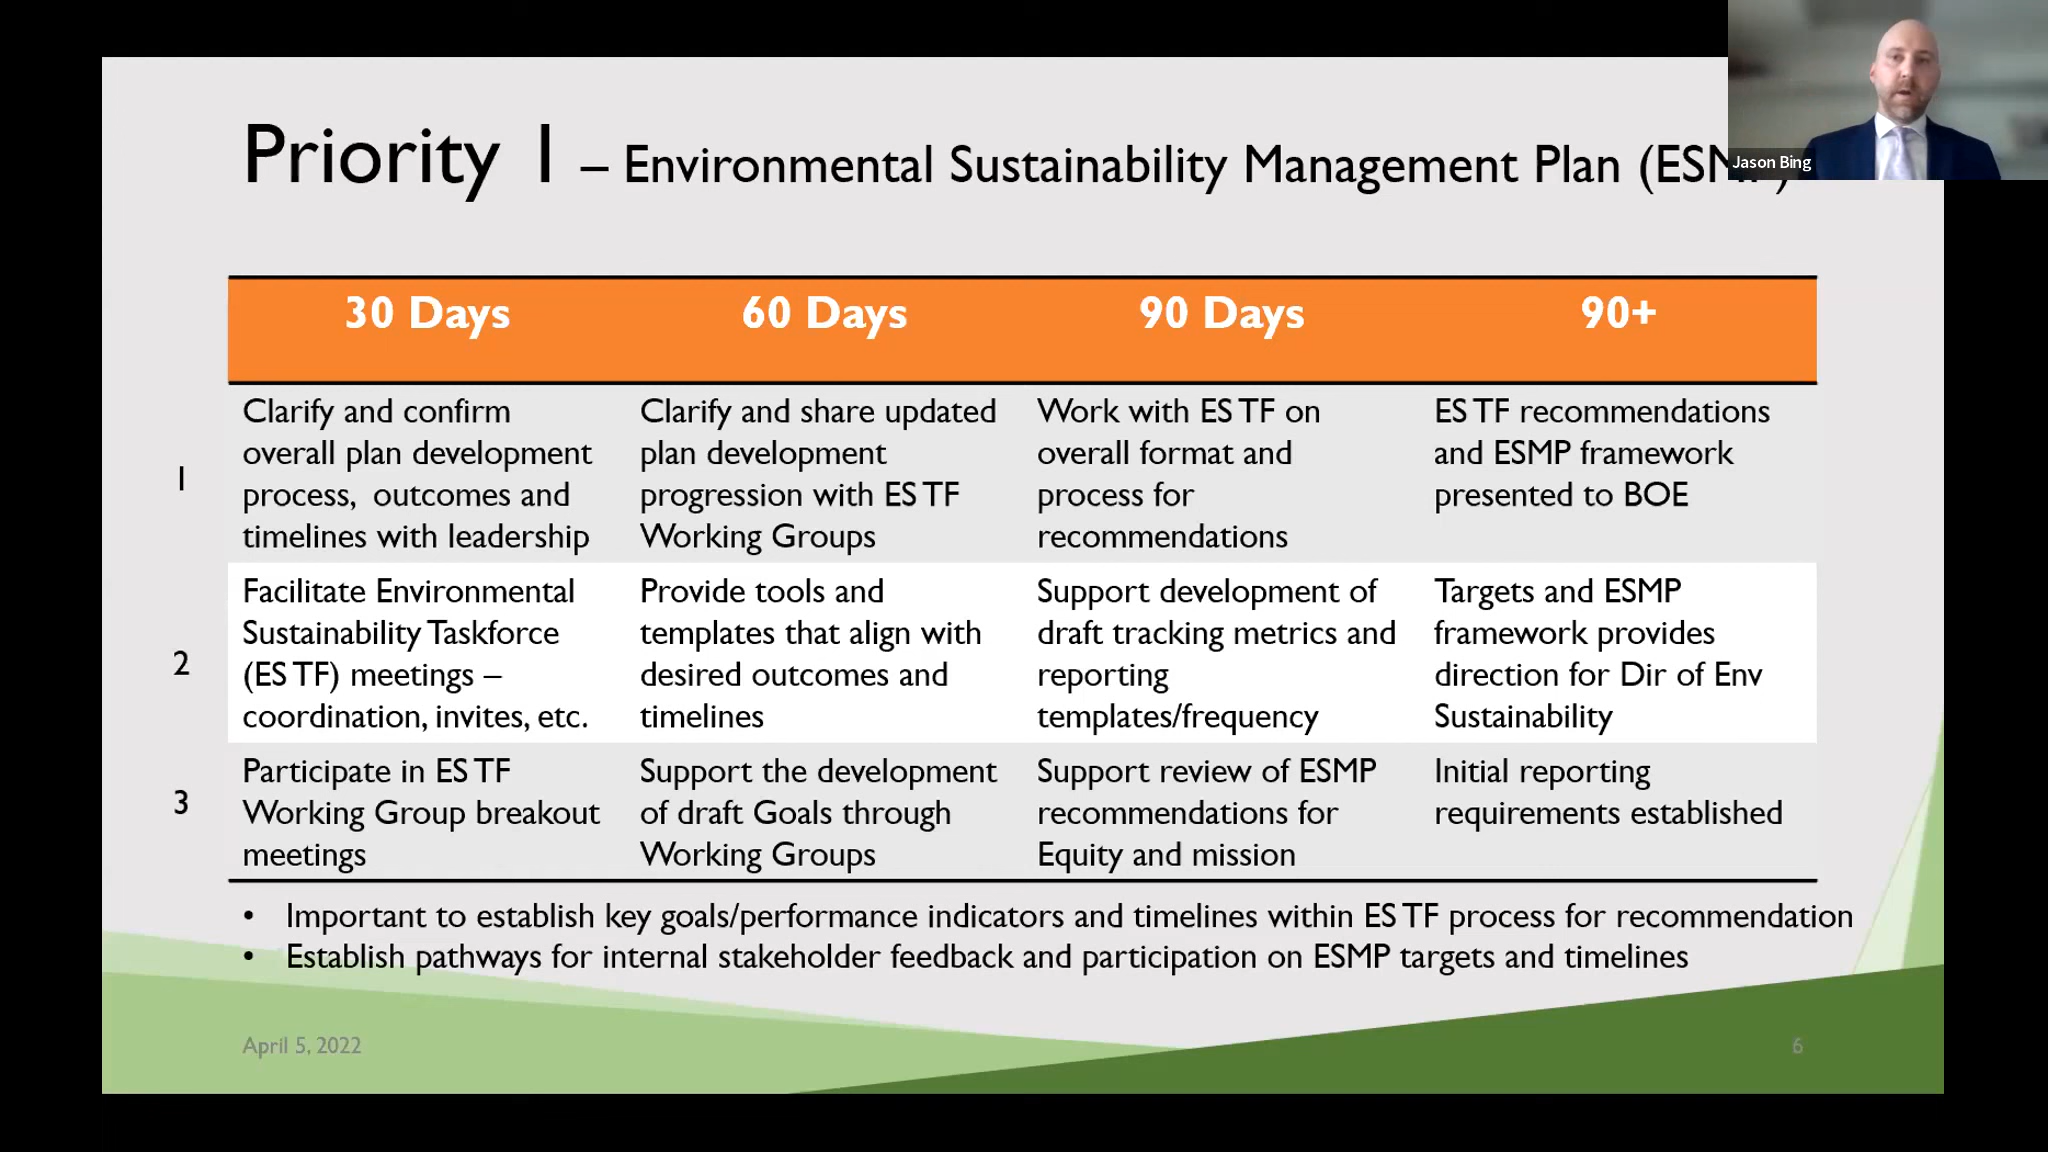 Priority 1 – Environmental Sustainability Management Plan (ESMP)
Jason Bing
30 Days 60 Days 90 Days 90+
1
Clarify and confirm
overall plan development
process, outcomes and
timelines with leadership
Clarify and share updated
plan development
progression with ES TF
Working Groups
Work with ES TF on
overall format and
process for
recommendations
ES TF recommendations
and ESMP framework
presented to BOE
2
Facilitate Environmental
Sustainability Taskforce
(ES TF) meetings –
coordination, invites, etc.
Provide tools and
templates that align with
desired outcomes and
timelines
Support development of
draft tracking metrics and
reporting
templates/frequency
Targets and ESMP
framework provides
direction for Dir of Env
Sustainability
3
Participate in ES TF
Working Group breakout
meetings
Support the development
of draft Goals through
Working Groups
Support review of ESMP
recommendations for
Equity and mission
Initial reporting
requirements established
• Important to establish key goals/performance indicators and timelines within ES TF process for recommendation
• Establish pathways for internal stakeholder feedback and participation on ESMP targets and timelines
April 5, 2022
6